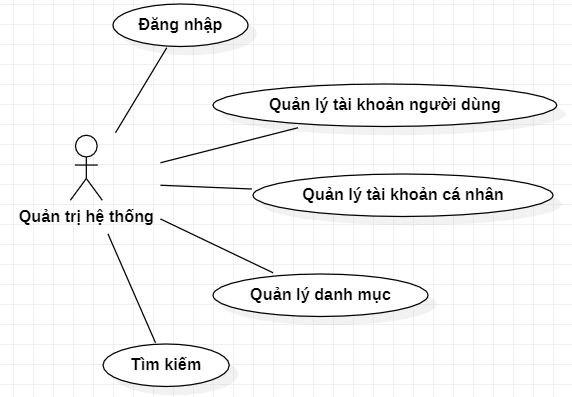 Đăng nhập
Quản lý tài khoản người dùng
Quản lý tài khoản cá nhân
Quản trị hệ thống
Quản lý danh mục
Tìm kiếm